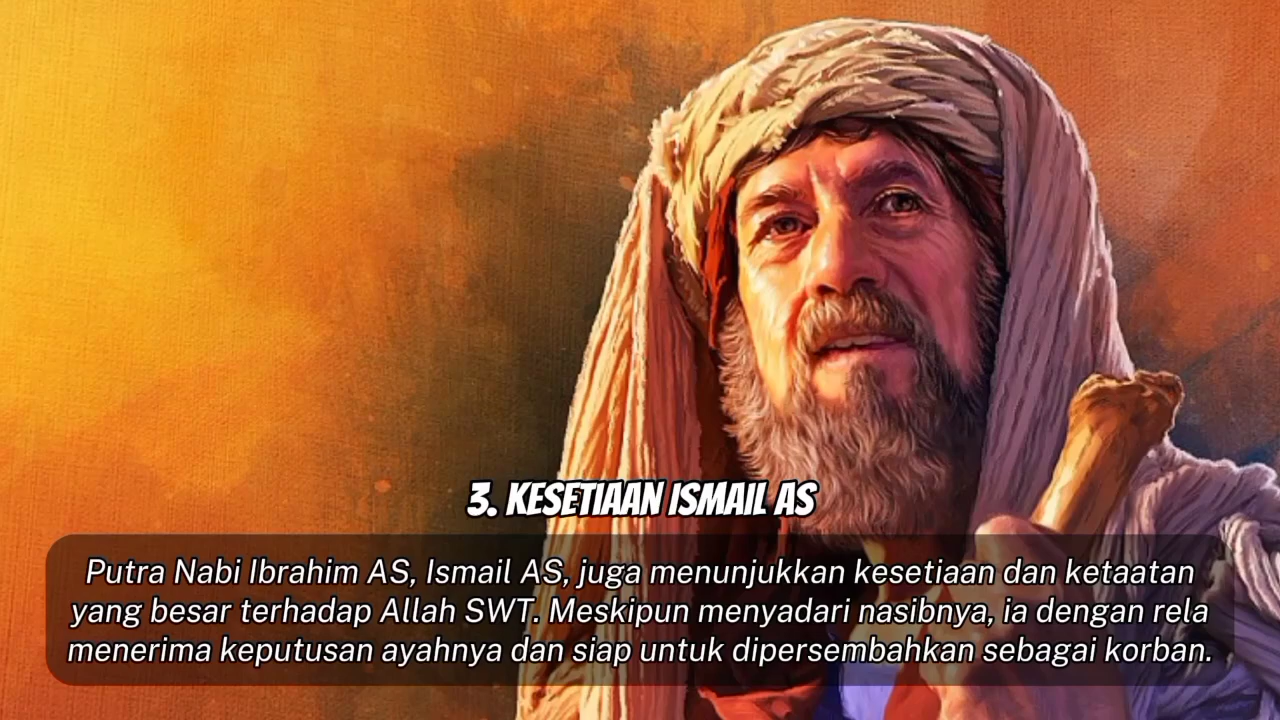 3. KESETIAAN ISMAIL AS
Putra Nabi Ibrahim AS, Ismail AS, juga menunjukkan kesetiaan dan ketaatan
yang besar terhadap Allah SWT. Meskipun menyadari nasibnya, ia dengan rela
menerima keputusan ayahnya dan siap untuk dipersembahkan sebagai korban.